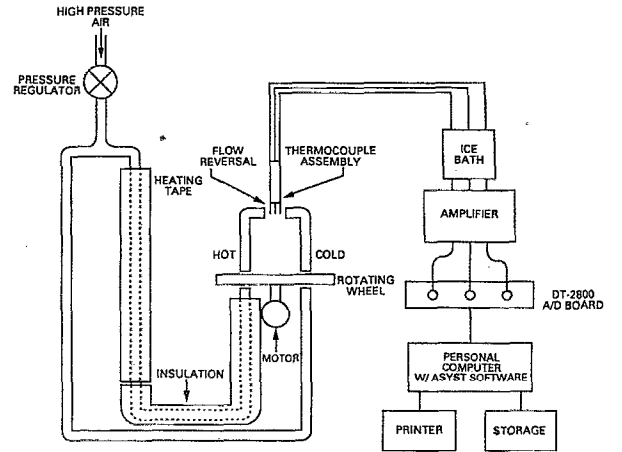 HIGH PRESSURE
AIR
PRESSURE
REGULATOR
HEATING
TAPE
FLOW
REVERSAL
THERMOCOUPLE
ASSEMBLY
ICE
BATH
AMPLIFIER
HOT
COLD
ROTATING
WHEEL
DT-2800
A/D BOARD
MOTOR
INSULATION
PERSONAL
COMPUTER
W/ ASYST SOFTWARE
PRINTER
STORAGE